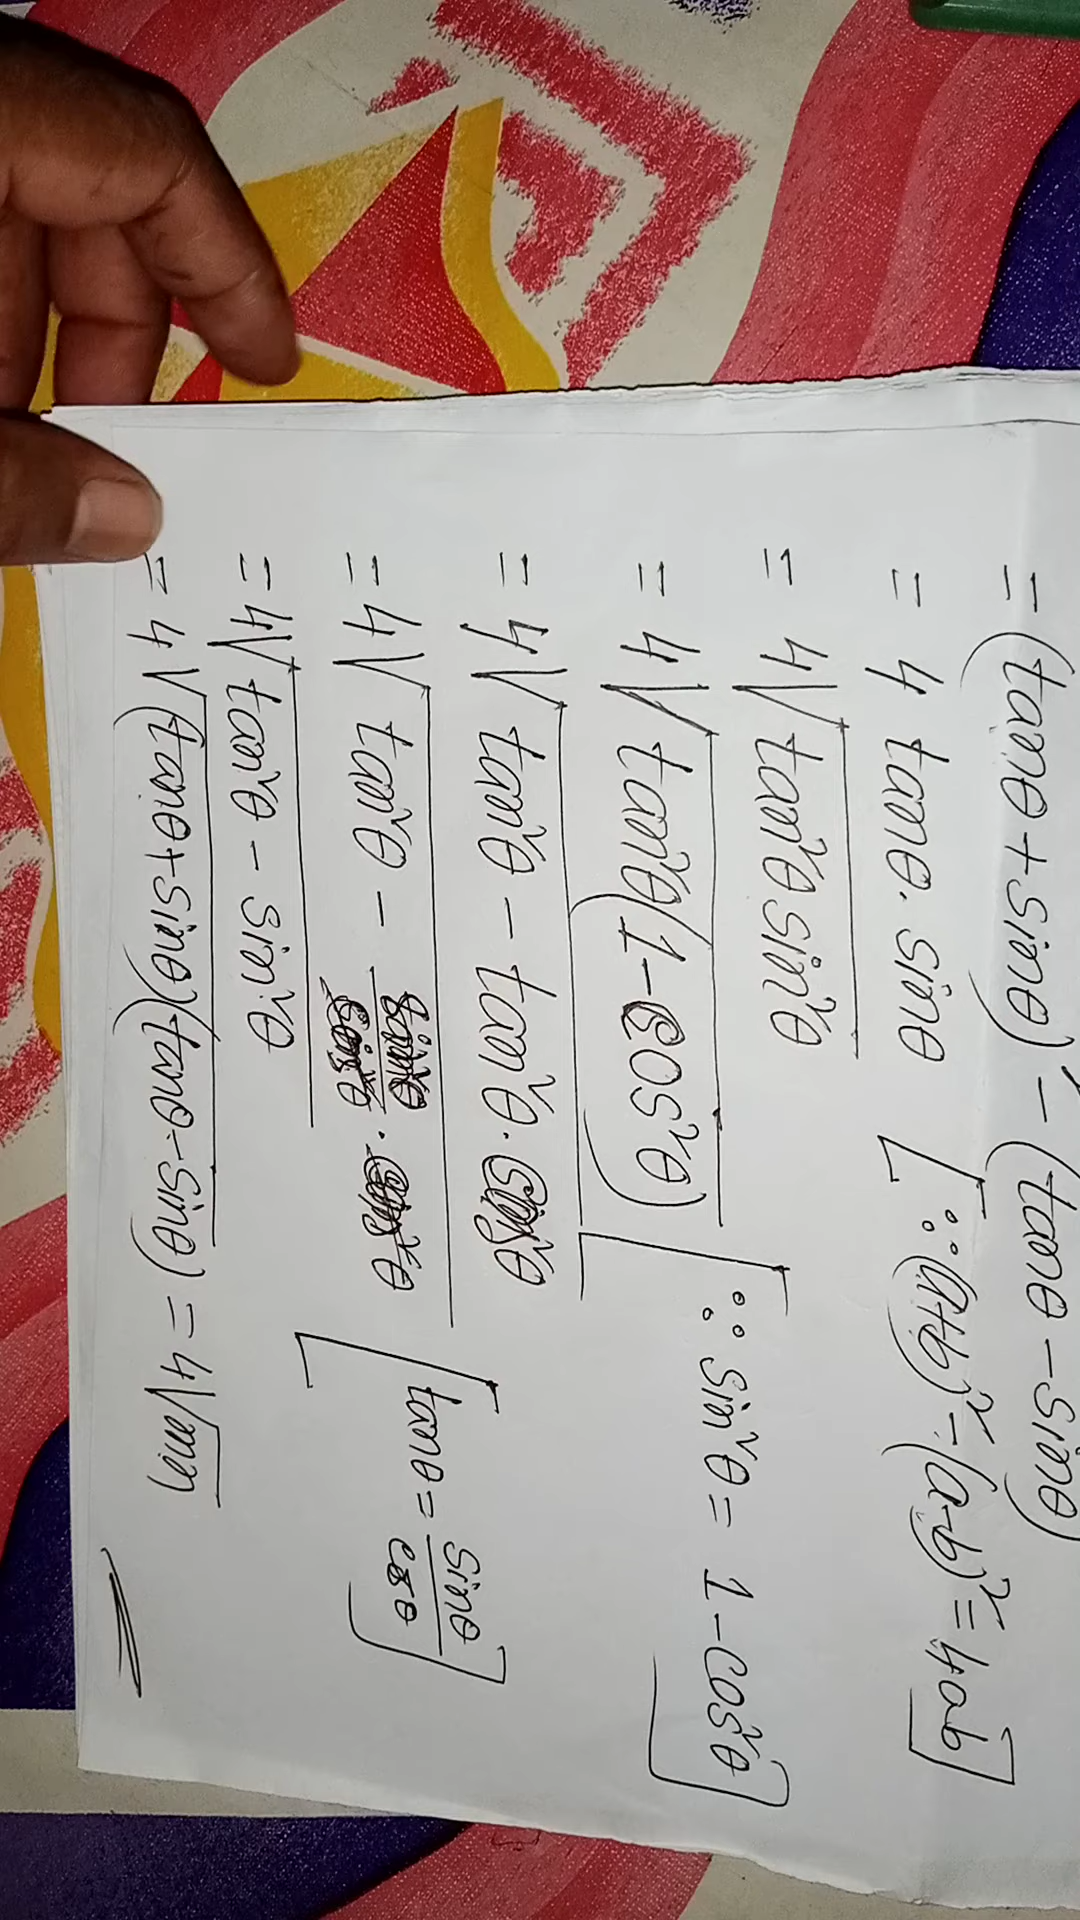 = (tanθ + sinθ)² - (tanθ - sinθ)
= 4 tanθ. sinθ [∵ (a+b)² - (a-b)² = 4ab]
= 4√tan²θ sin²θ
= 4√tan²θ(1 - cos²θ) [∵ sin²θ = 1 - cos²θ]
= 4√tan²θ - tan²θ. cos²θ
= 4√tan²θ - sin²θ/cos²θ . cos²θ [tanθ = sinθ/cosθ]
= 4√tan²θ - sin²θ
= 4√(tanθ + sinθ)(tanθ - sinθ) = 4√mn